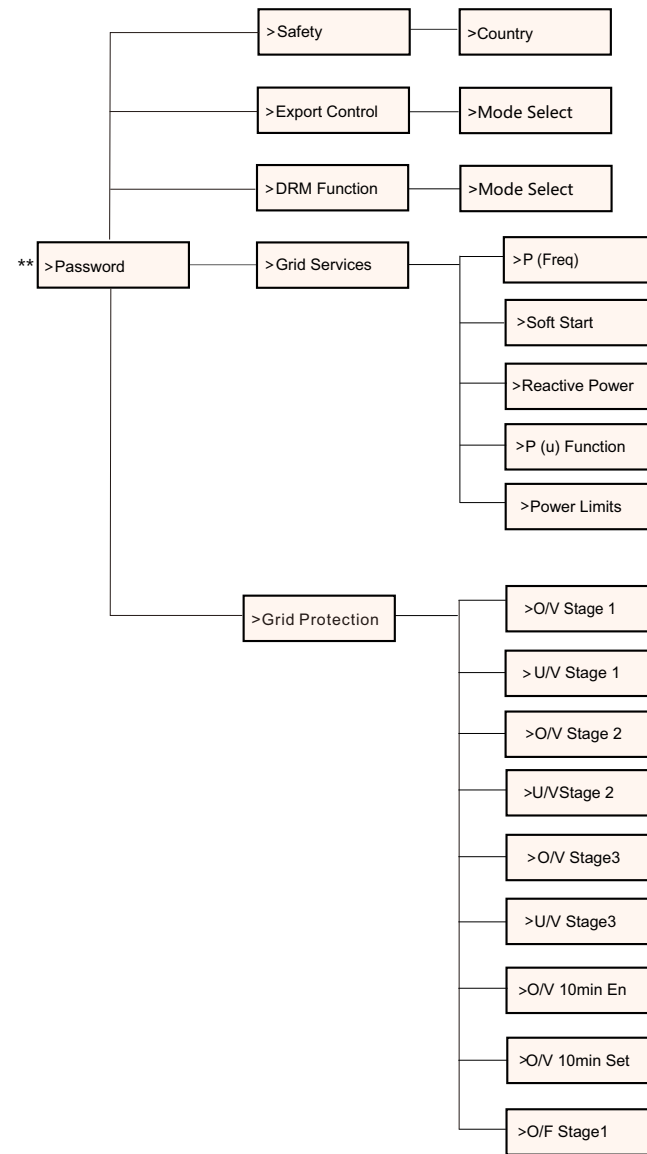 >Safety
>Country
>Export Control
>Mode Select
>DRM Function
>Mode Select
** >Password
>Grid Services
>P (Freq)
>Soft Start
>Reactive Power
>P (u) Function
>Power Limits
>Grid Protection
>O/V Stage 1
> U/V Stage 1
>O/V Stage 2
>U/VStage 2
>O/V Stage3
>U/V Stage3
>O/V 10min En
>O/V 10min Set
>O/F Stage1